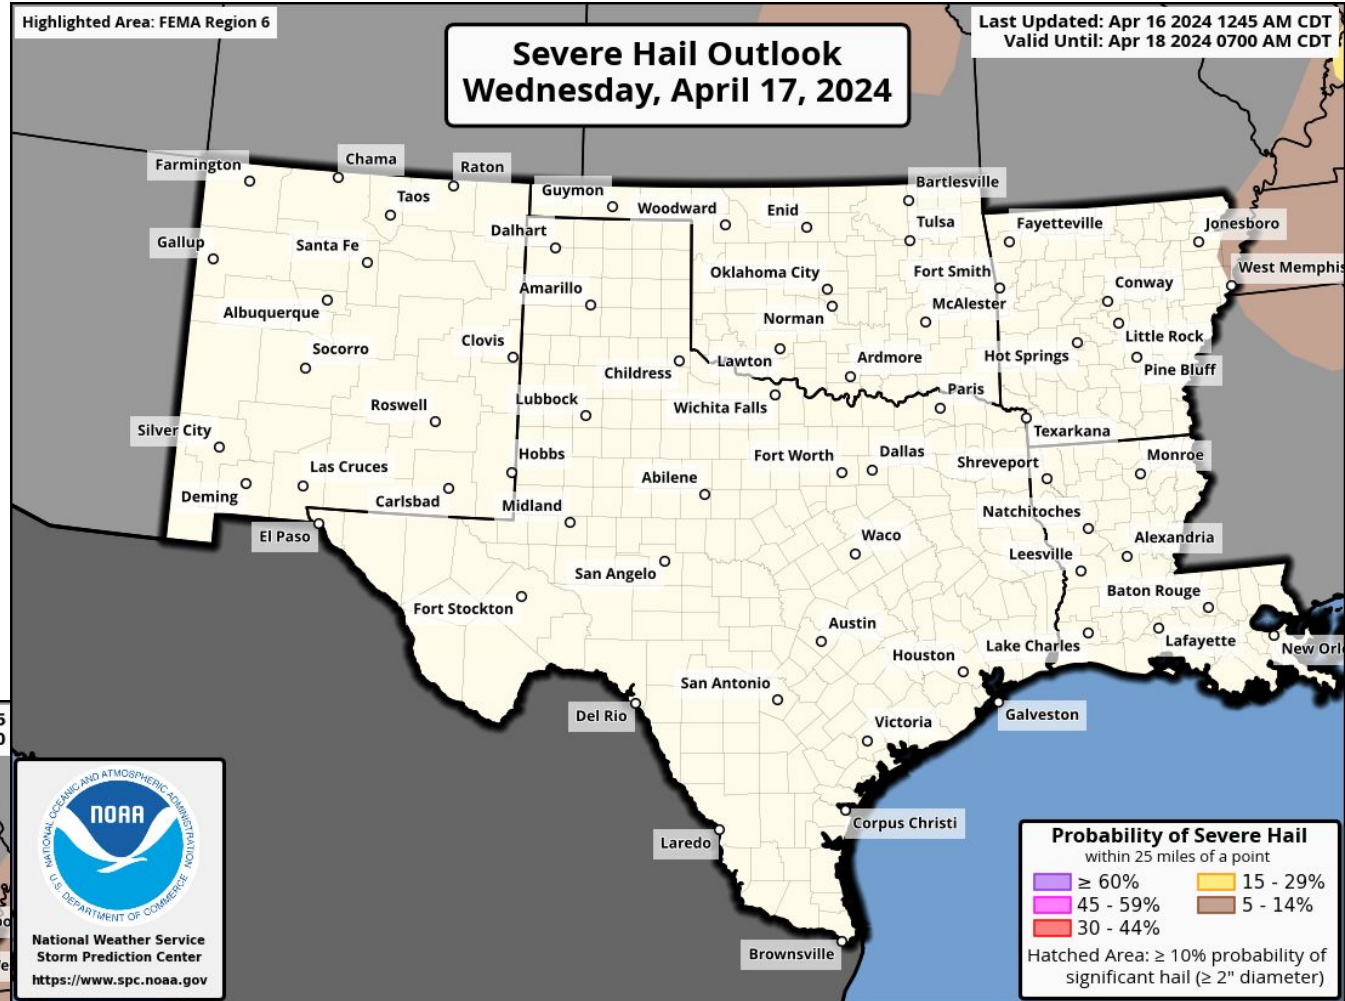 Highlighted Area: FEMA Region 6
Severe Hail Outlook
Wednesday, April 17, 2024
Last Updated: Apr 16 2024 1245 AM CDT
Valid Until: Apr 18 2024 0700 AM CDT
Farmington
Chama
Raton
Taos
Guymon
Woodward
Enid
Bartlesville
Tulsa
Fayetteville
Jonesboro
Gallup
Santa Fe
Dalhart
Oklahoma City
Fort Smith
West Memphis
Amarillo
Conway
Albuquerque
Norman
McAlester
Little Rock
Socorro
Clovis
Childress
Lawton
Ardmore
Hot Springs
Pine Bluff
Roswell
Lubbock
Wichita Falls
Paris
Texarkana
Silver City
Las Cruces
Hobbs
Abilene
Fort Worth
Dallas
Shreveport
Monroe
Deming
Carlsbad
Midland
Natchitoches
El Paso
San Angelo
Waco
Leesville
Alexandria
Fort Stockton
Baton Rouge
Austin
Houston
Lake Charles
Lafayette
New Orl
San Antonio
Del Rio
Victoria
Galveston
Laredo
Corpus Christi
Brownsville
NATIONAL OCEANIC AND ATMOSPHERIC ADMINISTRATION
NOAA
U.S. DEPARTMENT OF COMMERCE
National Weather Service
Storm Prediction Center
https://www.spc.noaa.gov
Probability of Severe Hail
within 25 miles of a point
≥ 60%
15 - 29%
45 - 59%
5 - 14%
30 - 44%
Hatched Area: ≥ 10% probability of
significant hail (≥ 2" diameter)